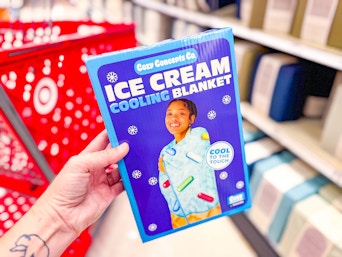 Cozy Concepts Co.
ICE CREAM
COOLING BLANKET
COOL
TO THE
TOUCH